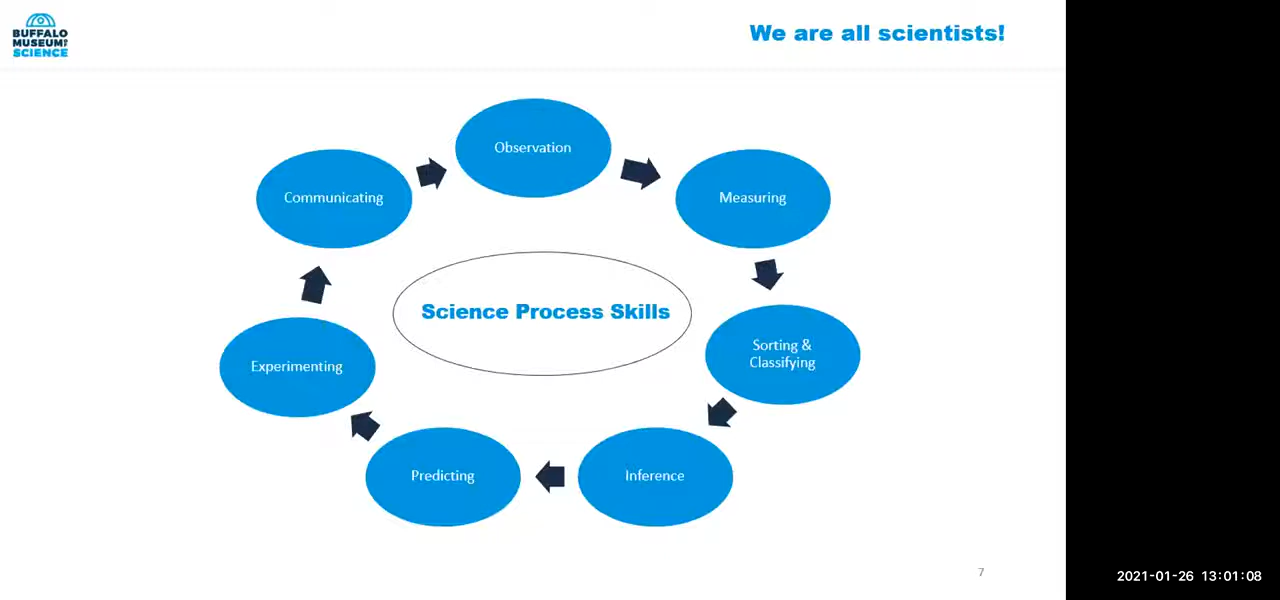 BUFFALO
MUSEUM OF
SCIENCE
We are all scientists!
Observation
Communicating
Measuring
Science Process Skills
Sorting &
Classifying
Experimenting
Predicting
Inference
7
2021-01-26 13:01:08